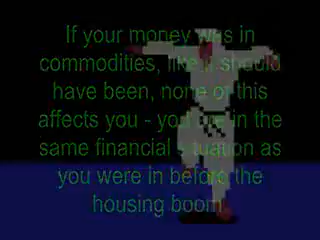 If your money was in
commodities, like it should
have been, none of this
affects you - you are in the
same financial situation as
you were in before the
housing boom